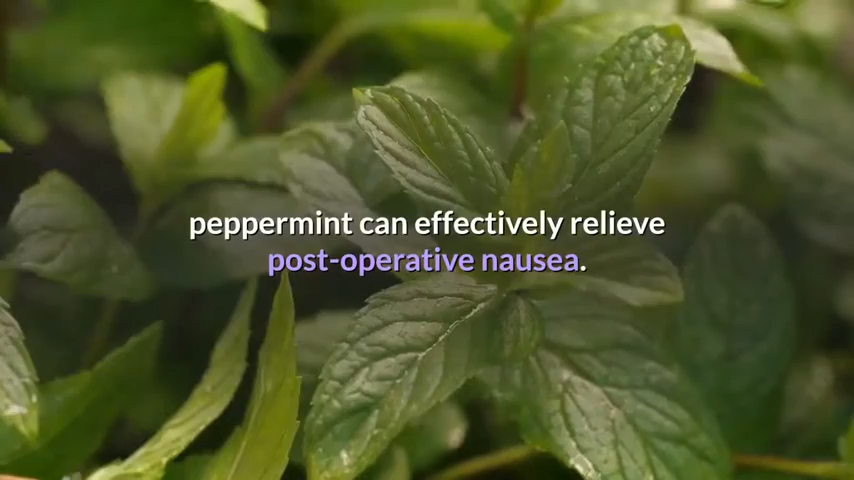 peppermint can effectively relieve
post-operative nausea.